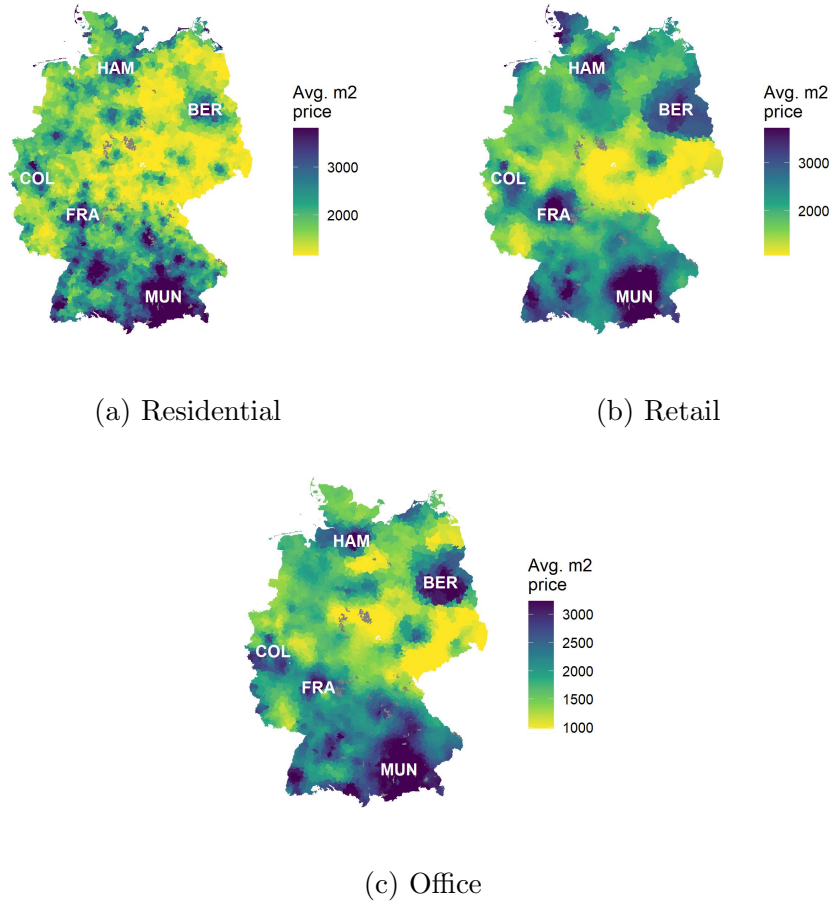 HAM
BER
COL
FRA
MUN
Avg. m2
price
3000
2000
(a) Residential
HAM
BER
COL
FRA
MUN
Avg. m2
price
3000
2000
(b) Retail
HAM
BER
COL
FRA
MUN
Avg. m2
price
3000
2500
2000
1500
1000
(c) Office